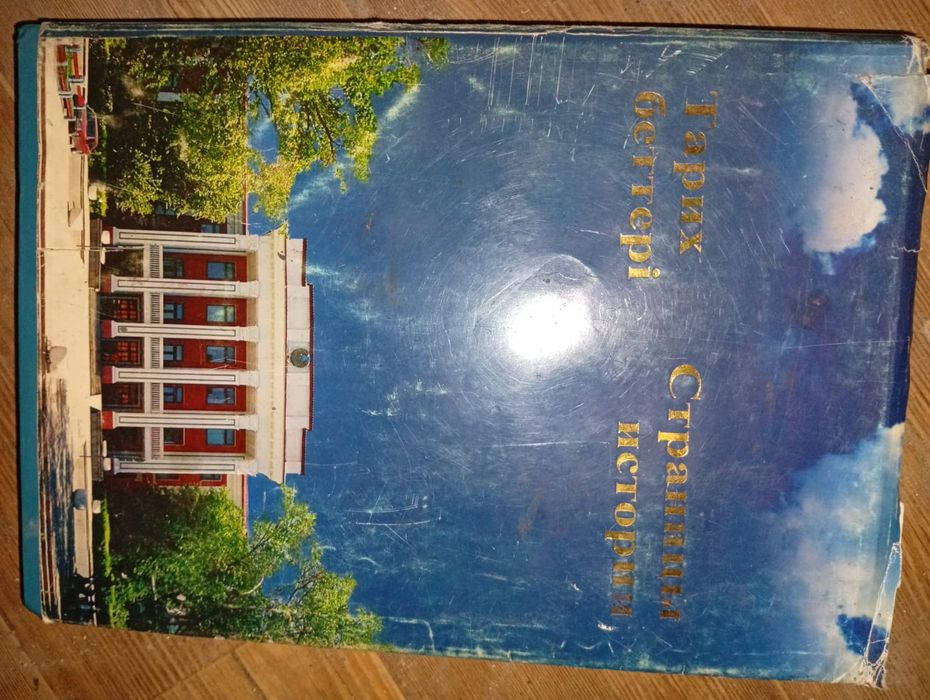 Тарих
беттері
Страницы
истории